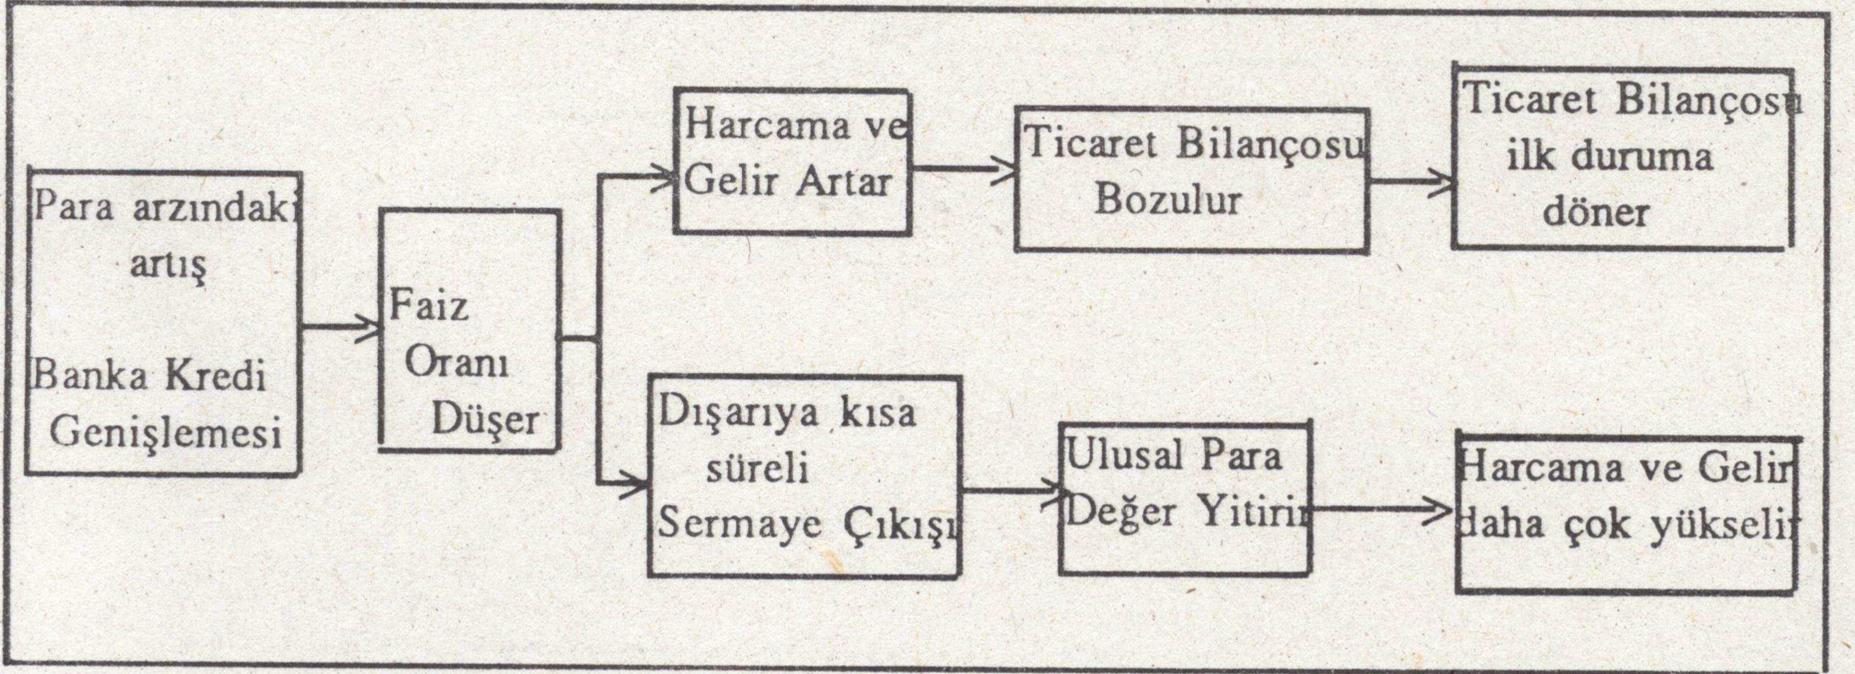 Para arzındaki
artış
Banka Kredi
Genişlemesi
Faiz
Oranı
Düşer
Harcama ve
Gelir Artar
Ticaret Bilançosu
Bozulur
Ticaret Bilançosu
ilk duruma
döner
Dışarıya kısa
süreli
Sermaye Çıkışı
Ulusal Para
Değer Yitirir
Harcama ve Gelir
daha çok yükselir